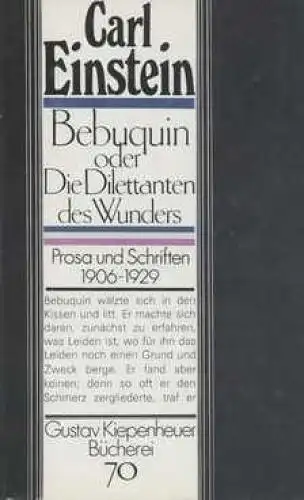 Carl
Einstein
Bebuquin
oder
Die Dilettanten
des Wunders
Prosa und Schriften
1906-1929
Bebuquin wälzte sich in den
Kissen und litt. Er machte sich
daran, zunächst zu erfahren,
was Leiden ist, wo für ihn das
Leiden noch einen Grund und
Zweck berge. Er fand aber
keinen; denn so oft er den
Schmerz zergliederte, traf er
Gustav Kiepenheuer
Bücherei
70